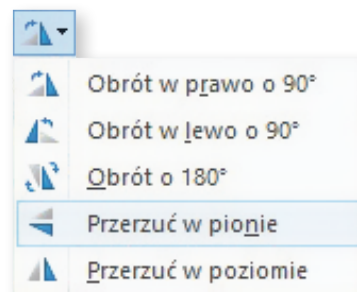 Obrót w prawo o 90°
Obrót w lewo o 90°
Obrót o 180°
Przerzuć w pionie
Przerzuć w poziomie